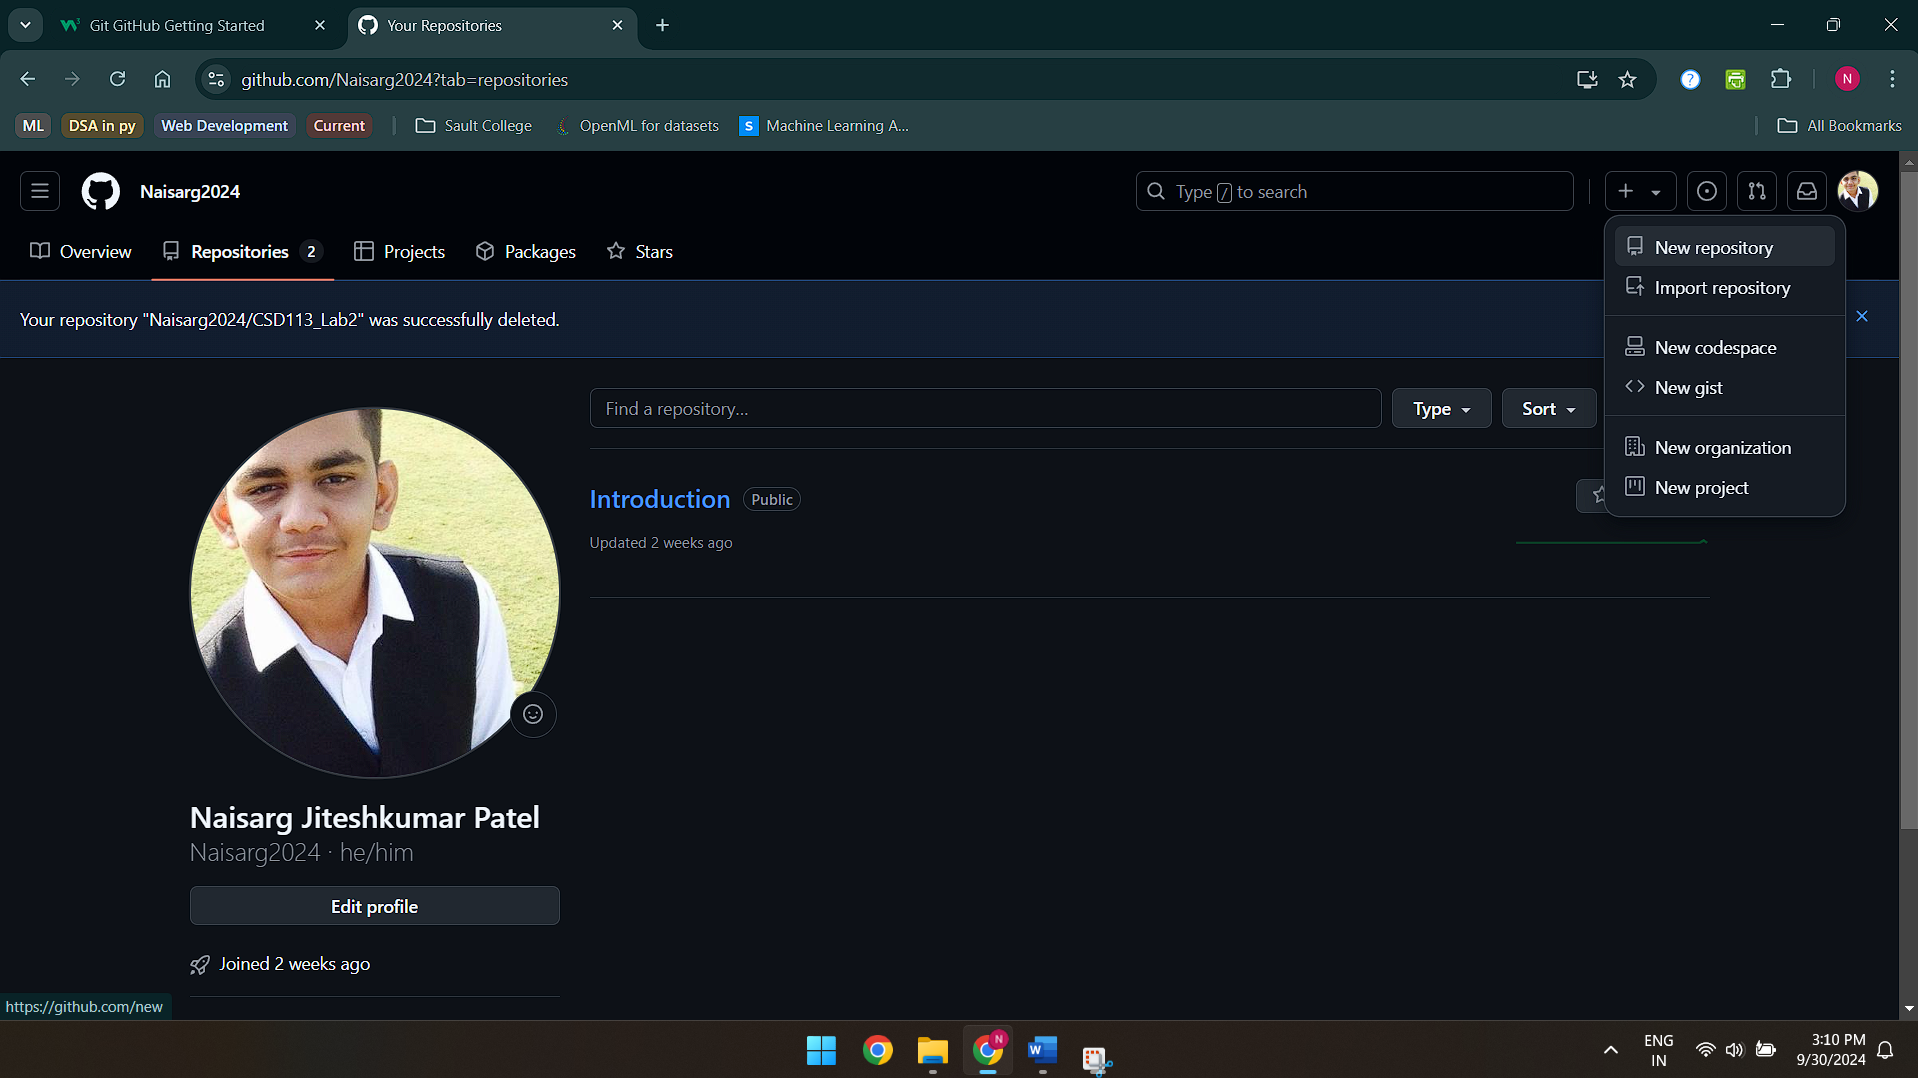 Git GitHub Getting Started
Your Repositories
github.com/Naisarg2024?tab=repositories
N
ML
DSA in py
Web Development
Current
Sault College
OpenML for datasets
S
Machine Learning A...
All Bookmarks
Naisarg2024
Type / to search
Overview
Repositories 2
Projects
Packages
Stars
New repository
Import repository
New codespace
New gist
New organization
New project
Your repository "Naisarg2024/CSD113_Lab2" was successfully deleted.
Find a repository...
Type
Sort
Introduction
Public
Updated 2 weeks ago
Naisarg Jiteshkumar Patel
Naisarg2024 · he/him
Edit profile
Joined 2 weeks ago
https://github.com/new
N
W
ENG
IN
3:10 PM
9/30/2024